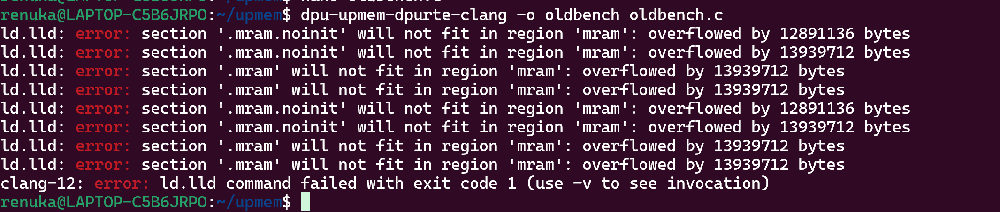 renuka@LAPTOP-C5B6JRPO:~/upmem$ dpu-upmem-dpurte-clang -o oldbench oldbench.c
ld.lld: error: section '.mram.noinit' will not fit in region 'mram': overflowed by 12891136 bytes
ld.lld: error: section '.mram.noinit' will not fit in region 'mram': overflowed by 13939712 bytes
ld.lld: error: section '.mram' will not fit in region 'mram': overflowed by 13939712 bytes
ld.lld: error: section '.mram' will not fit in region 'mram': overflowed by 13939712 bytes
ld.lld: error: section '.mram.noinit' will not fit in region 'mram': overflowed by 12891136 bytes
ld.lld: error: section '.mram.noinit' will not fit in region 'mram': overflowed by 13939712 bytes
ld.lld: error: section '.mram' will not fit in region 'mram': overflowed by 13939712 bytes
ld.lld: error: section '.mram' will not fit in region 'mram': overflowed by 13939712 bytes
clang-12: error: ld.lld command failed with exit code 1 (use -v to see invocation)
renuka@LAPTOP-C5B6JRPO:~/upmem$